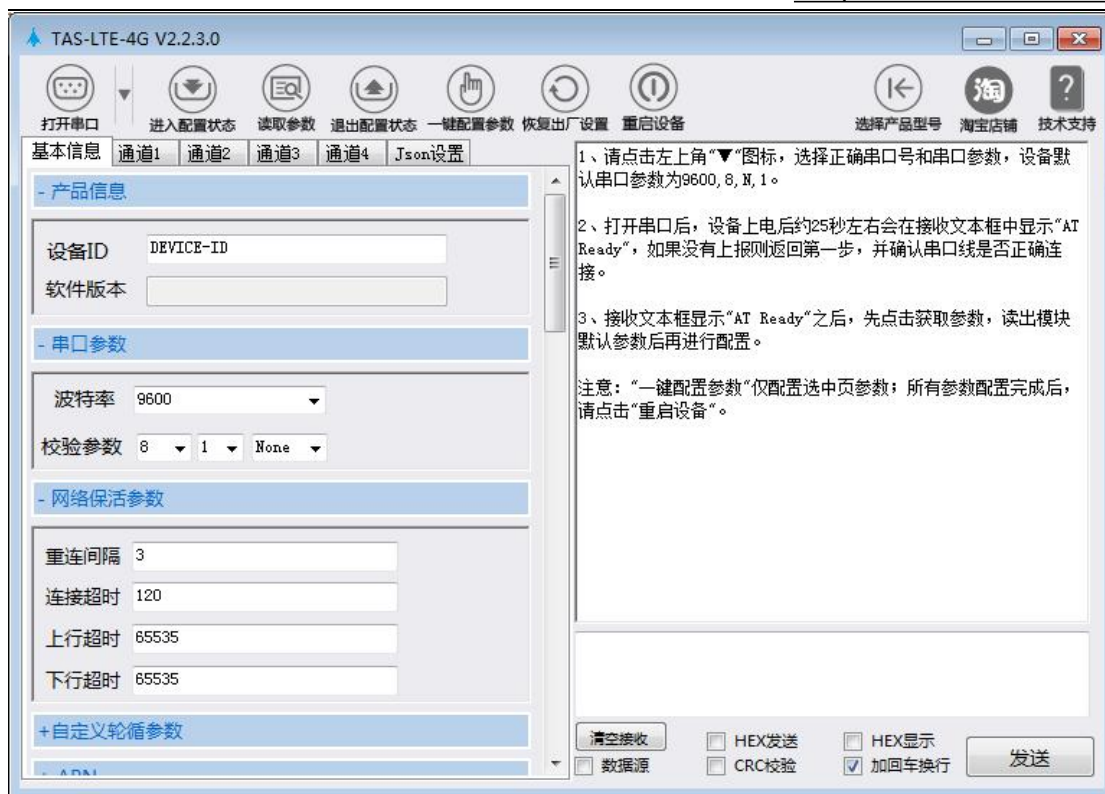 TAS-LTE-4G V2.2.3.0
打开串口 进入配置状态 读取参数 退出配置状态 一键配置参数 恢复出厂设置 重启设备 选择产品型号 淘宝店铺 技术支持
淘
基本信息 通道1 通道2 通道3 通道4 Json设置
- 产品信息
设备ID DEVICE-ID
软件版本
- 串口参数
波特率 9600
校验参数 8 1 None
- 网络保活参数
重连间隔 3
连接超时 120
上行超时 65535
下行超时 65535
+自定义轮循参数
+ APN
1、请点击左上角“▼”图标，选择正确串口号和串口参数，设备默
认串口参数为9600,8,N,1。
2、打开串口后，设备上电后约25秒左右会在接收文本框中显示“AT
Ready”，如果没有上报则返回第一步，并确认串口线是否正确连
接。
3、接收文本框显示“AT Ready”之后，先点击获取参数，读出模块
默认参数后再进行配置。
注意：“一键配置参数”仅配置选中页参数；所有参数配置完成后，
请点击“重启设备”。
清空接收 HEX发送 HEX显示
数据源 CRC校验 加回车换行
发送